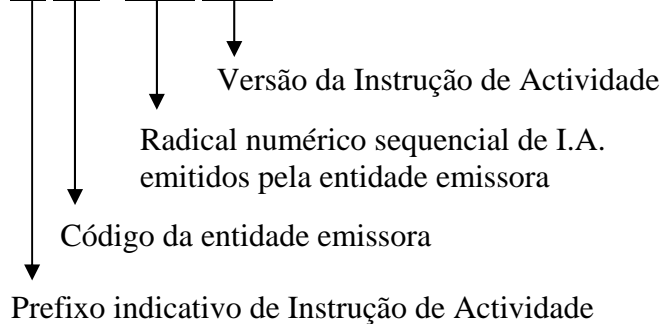 Versão da Instrução de Actividade
Radical numérico sequencial de I.A.
emitidos pela entidade emissora
Código da entidade emissora
Prefixo indicativo de Instrução de Actividade